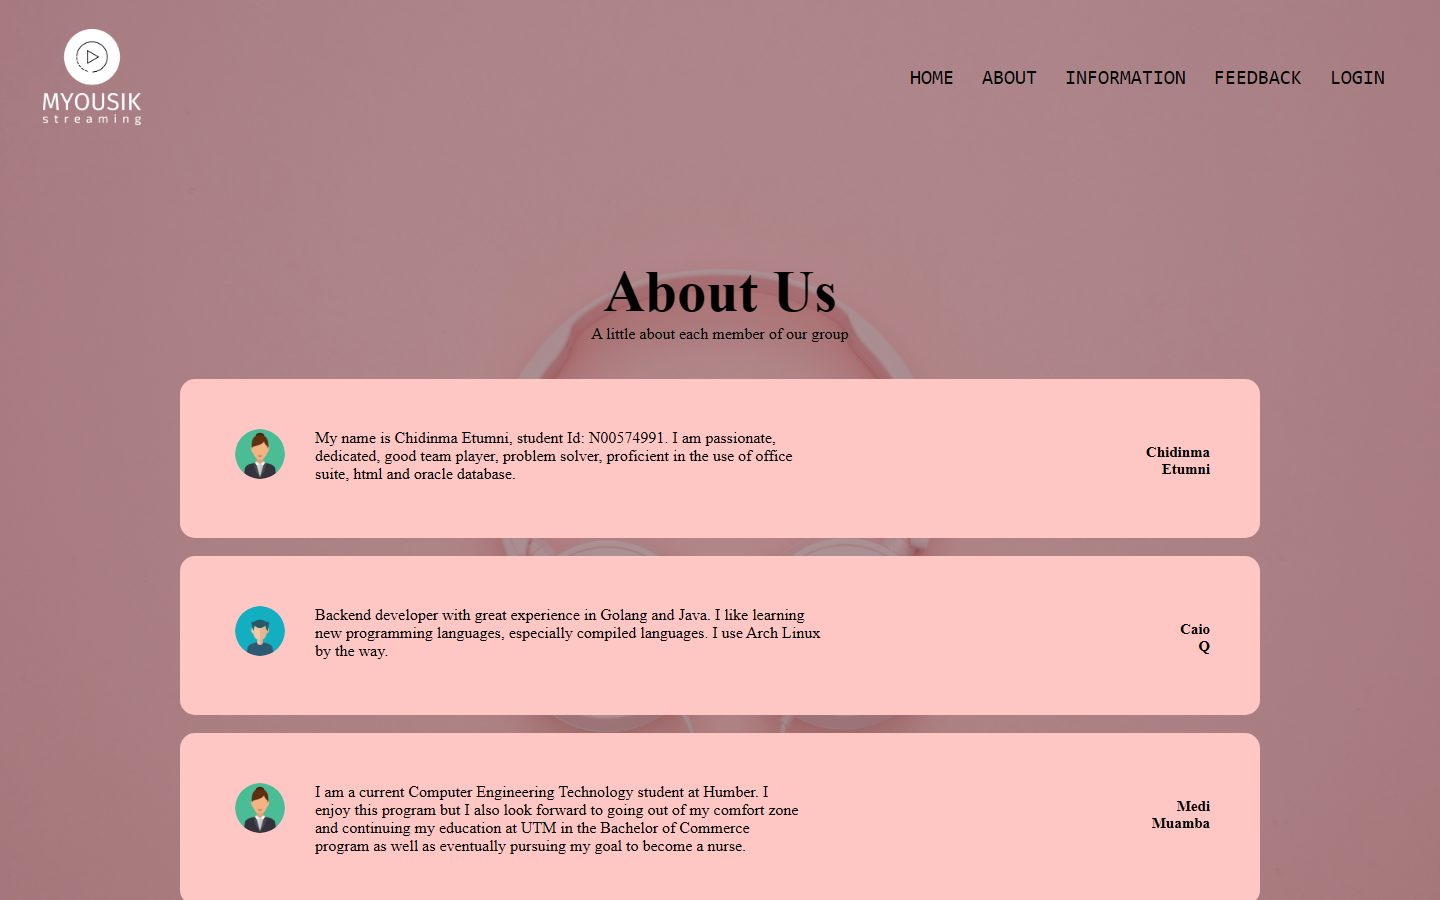 MYOUSIK
streaming
HOME ABOUT INFORMATION FEEDBACK LOGIN
About Us
A little about each member of our group
My name is Chidinma Etumni, student Id: N00574991. I am passionate,
dedicated, good team player, problem solver, proficient in the use of office
suite, html and oracle database.
Chidinma
Etumni
Backend developer with great experience in Golang and Java. I like learning
new programming languages, especially compiled languages. I use Arch Linux
by the way.
Caio
Q
I am a current Computer Engineering Technology student at Humber. I
enjoy this program but I also look forward to going out of my comfort zone
and continuing my education at UTM in the Bachelor of Commerce
program as well as eventually pursuing my goal to become a nurse.
Medi
Muamba